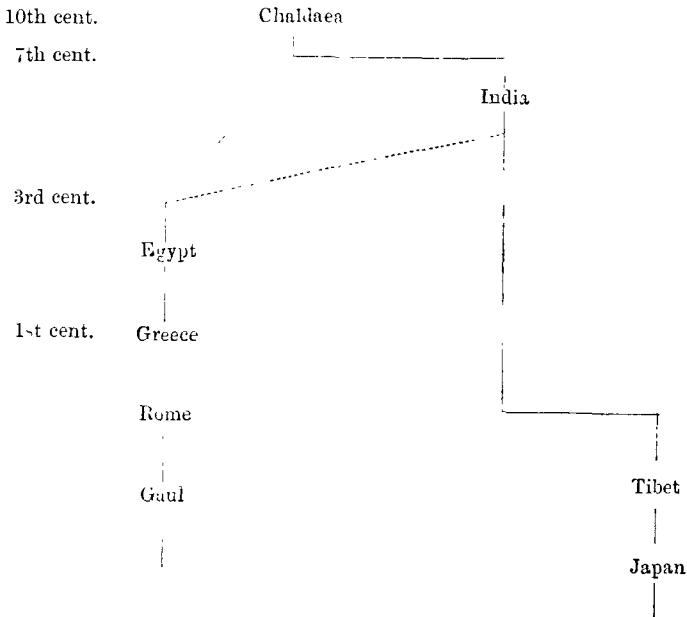 10th cent. Chaldaea
7th cent.
India
3rd cent.
Egypt
1st cent. Greece
Rome
Gaul Tibet
Japan